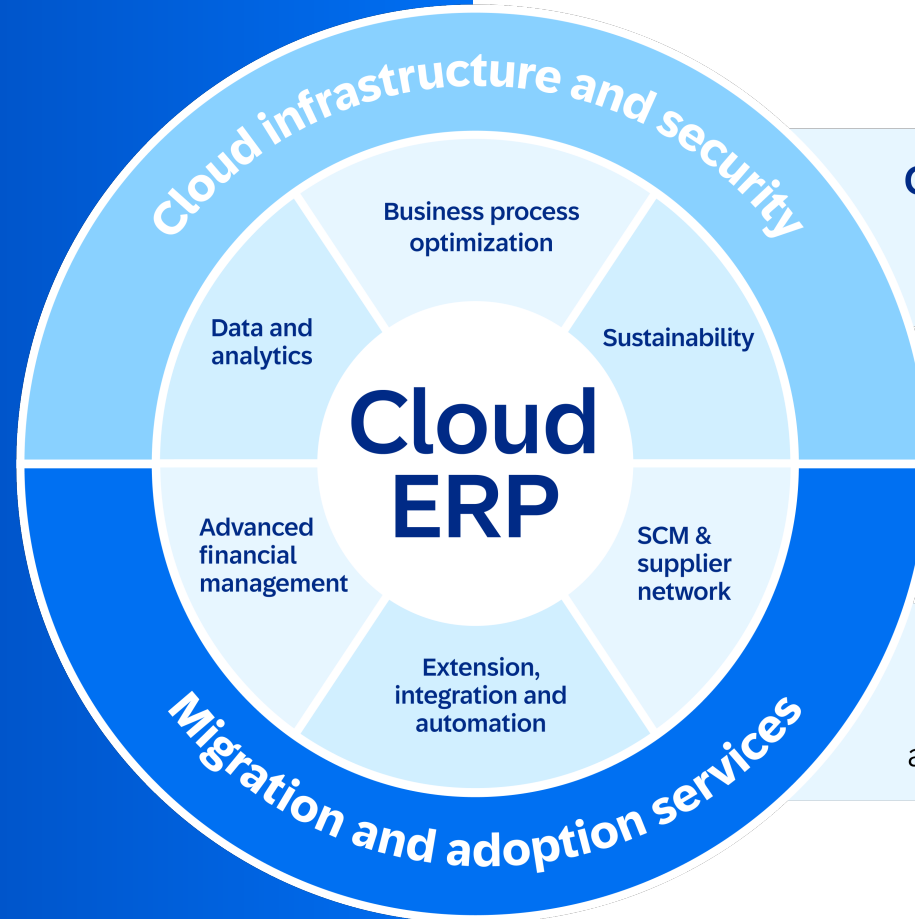 Cloud infrastructure and security
Business process
optimization
Data and
analytics
Sustainability
Cloud
ERP
Advanced
financial
management
SCM &
supplier
network
Extension,
integration and
automation
Migration and adoption services